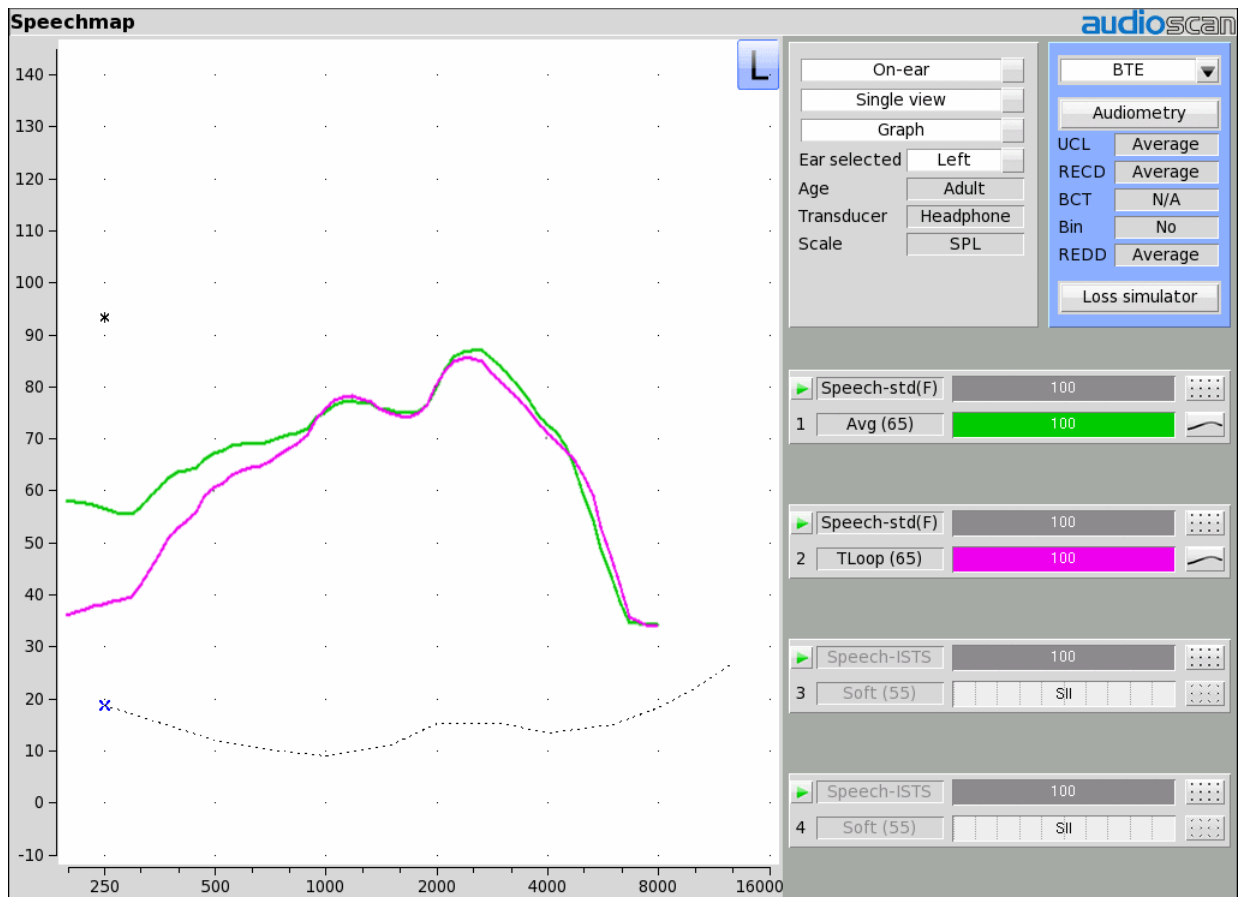 Speechmap
audioscan
140
130
120
110
100
90
80
70
60
50
40
30
20
10
0
-10
250 500 1000 2000 4000 8000 16000
L
On-ear
Single view
Graph
Ear selected Left
Age Adult
Transducer Headphone
Scale SPL
BTE
Audiometry
UCL Average
RECD Average
BCT N/A
Bin No
REDD Average
Loss simulator
Speech-std(F) 100
1 Avg (65) 100
Speech-std(F) 100
2 TLoop (65) 100
Speech-ISTS 100
3 Soft (55) SII
Speech-ISTS 100
4 Soft (55) SII